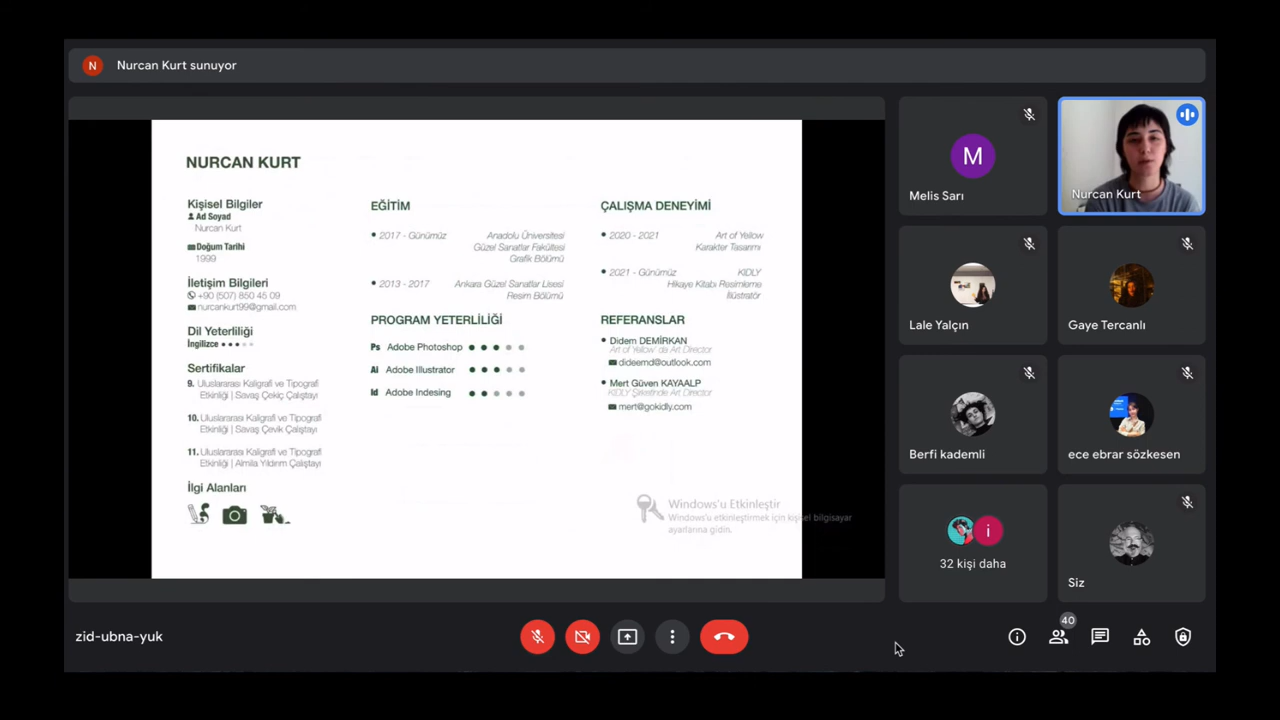 N Nurcan Kurt sunuyor
NURCAN KURT
Kişisel Bilgiler
Ad Soyad
Nurcan Kurt
Doğum Tarihi
1999
İletişim Bilgileri
+90 (507) 850 45 09
nurcankurt99@gmail.com
Dil Yeterliliği
İngilizce
Sertifikalar
9. Uluslararası Kaligrafi ve Tipografi
Etkinliği | Savaş Çekiç Çalıştayı
10. Uluslararası Kaligrafi ve Tipografi
Etkinliği | Savaş Çevik Çalıştayı
11. Uluslararası Kaligrafi ve Tipografi
Etkinliği | Almila Yıldırım Çalıştayı
İlgi Alanları
EĞİTİM
2017 - Günümüz Anadolu Üniversitesi
Güzel Sanatlar Fakültesi
Grafik Bölümü
2013 - 2017 Ankara Güzel Sanatlar Lisesi
Resim Bölümü
PROGRAM YETERLİLİĞİ
Ps Adobe Photoshop
Ai Adobe Illustrator
Id Adobe Indesing
ÇALIŞMA DENEYİMİ
2020 - 2021 Art of Yellow
Karakter Tasarımı
2021 - Günümüz KIDLY
Hikaye Kitabı Resimleme
İllüstratör
REFERANSLAR
Didem DEMİRKAN
Art of Yellow' da Art Director
dideemd@outlook.com
Mert Güven KAYAALP
KIDLY Şirketinde Art Director
mert@gokidly.com
Windows'u Etkinleştir
Windows'u etkinleştirmek için kişisel bilgisayar
ayarlarına gidin.
M
Melis Sarı
Nurcan Kurt
Lale Yalçın
Gaye Tercanlı
Berfi kademli
ece ebrar sözkesen
i
32 kişi daha
Siz
zid-ubna-yuk
40